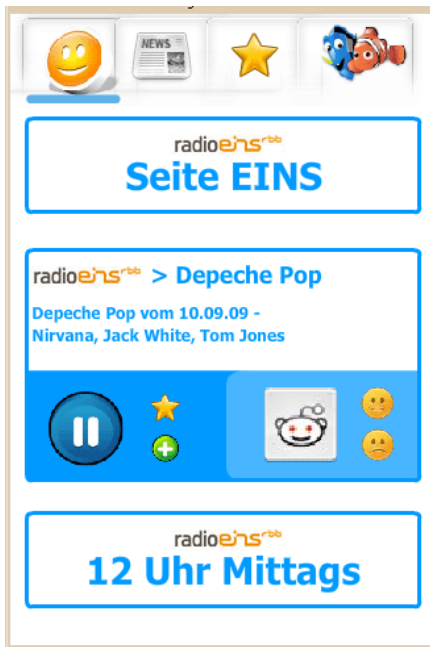 NEWS
radioeins rbb
Seite EINS
radioeins rbb > Depeche Pop
Depeche Pop vom 10.09.09 -
Nirvana, Jack White, Tom Jones
radioeins rbb
12 Uhr Mittags